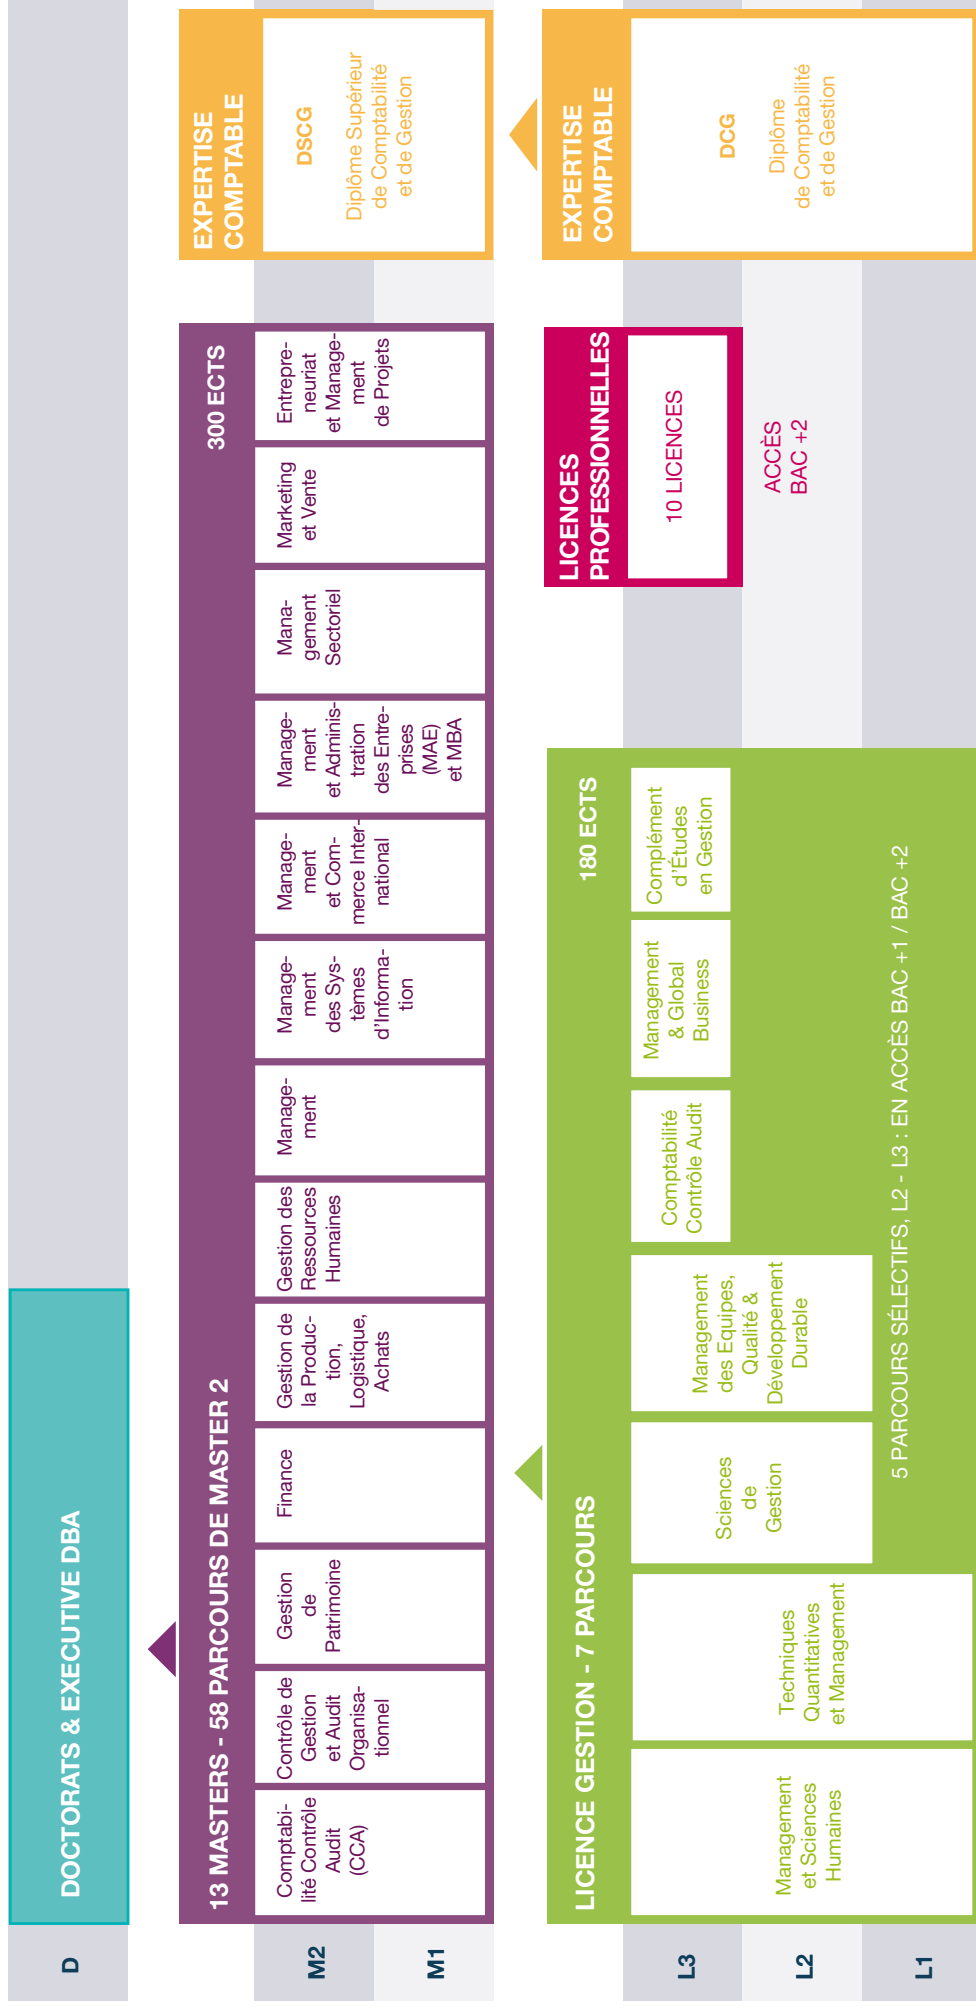 D
DOCTORATS & EXECUTIVE DBA
M2
M1
13 MASTERS - 58 PARCOURS DE MASTER 2
300 ECTS
Comptabi-
lité Contrôle
Audit
(CCA)
Contrôle de
Gestion
et Audit
Organisa-
tionnel
Gestion
de
Patrimoine
Finance
Gestion de
la Produc-
tion,
Logistique,
Achats
Gestion des
Ressources
Humaines
Manage-
ment
Manage-
ment
des Sys-
tèmes
d'Informa-
tion
Manage-
ment
et Com-
merce Inter-
national
Manage-
ment
et Adminis-
tration
des Entre-
prises
(MAE)
et MBA
Mana-
gement
Sectoriel
Marketing
et Vente
Entrepre-
neuriat
et Manage-
ment
de Projets
EXPERTISE
COMPTABLE
DSCG
Diplôme Supérieur
de Comptabilité
et de Gestion
L3
L2
L1
LICENCE GESTION - 7 PARCOURS
180 ECTS
Management
et Sciences
Humaines
Techniques
Quantitatives
et Management
Sciences
de
Gestion
Management
des Equipes,
Qualité &
Développement
Durable
Comptabilité
Contrôle Audit
Management
& Global
Business
Complément
d'Études
en Gestion
5 PARCOURS SÉLECTIFS, L2 - L3 : EN ACCÈS BAC +1 / BAC +2
LICENCES
PROFESSIONNELLES
10 LICENCES
ACCÈS
BAC +2
EXPERTISE
COMPTABLE
DCG
Diplôme
de Comptabilité
et de Gestion